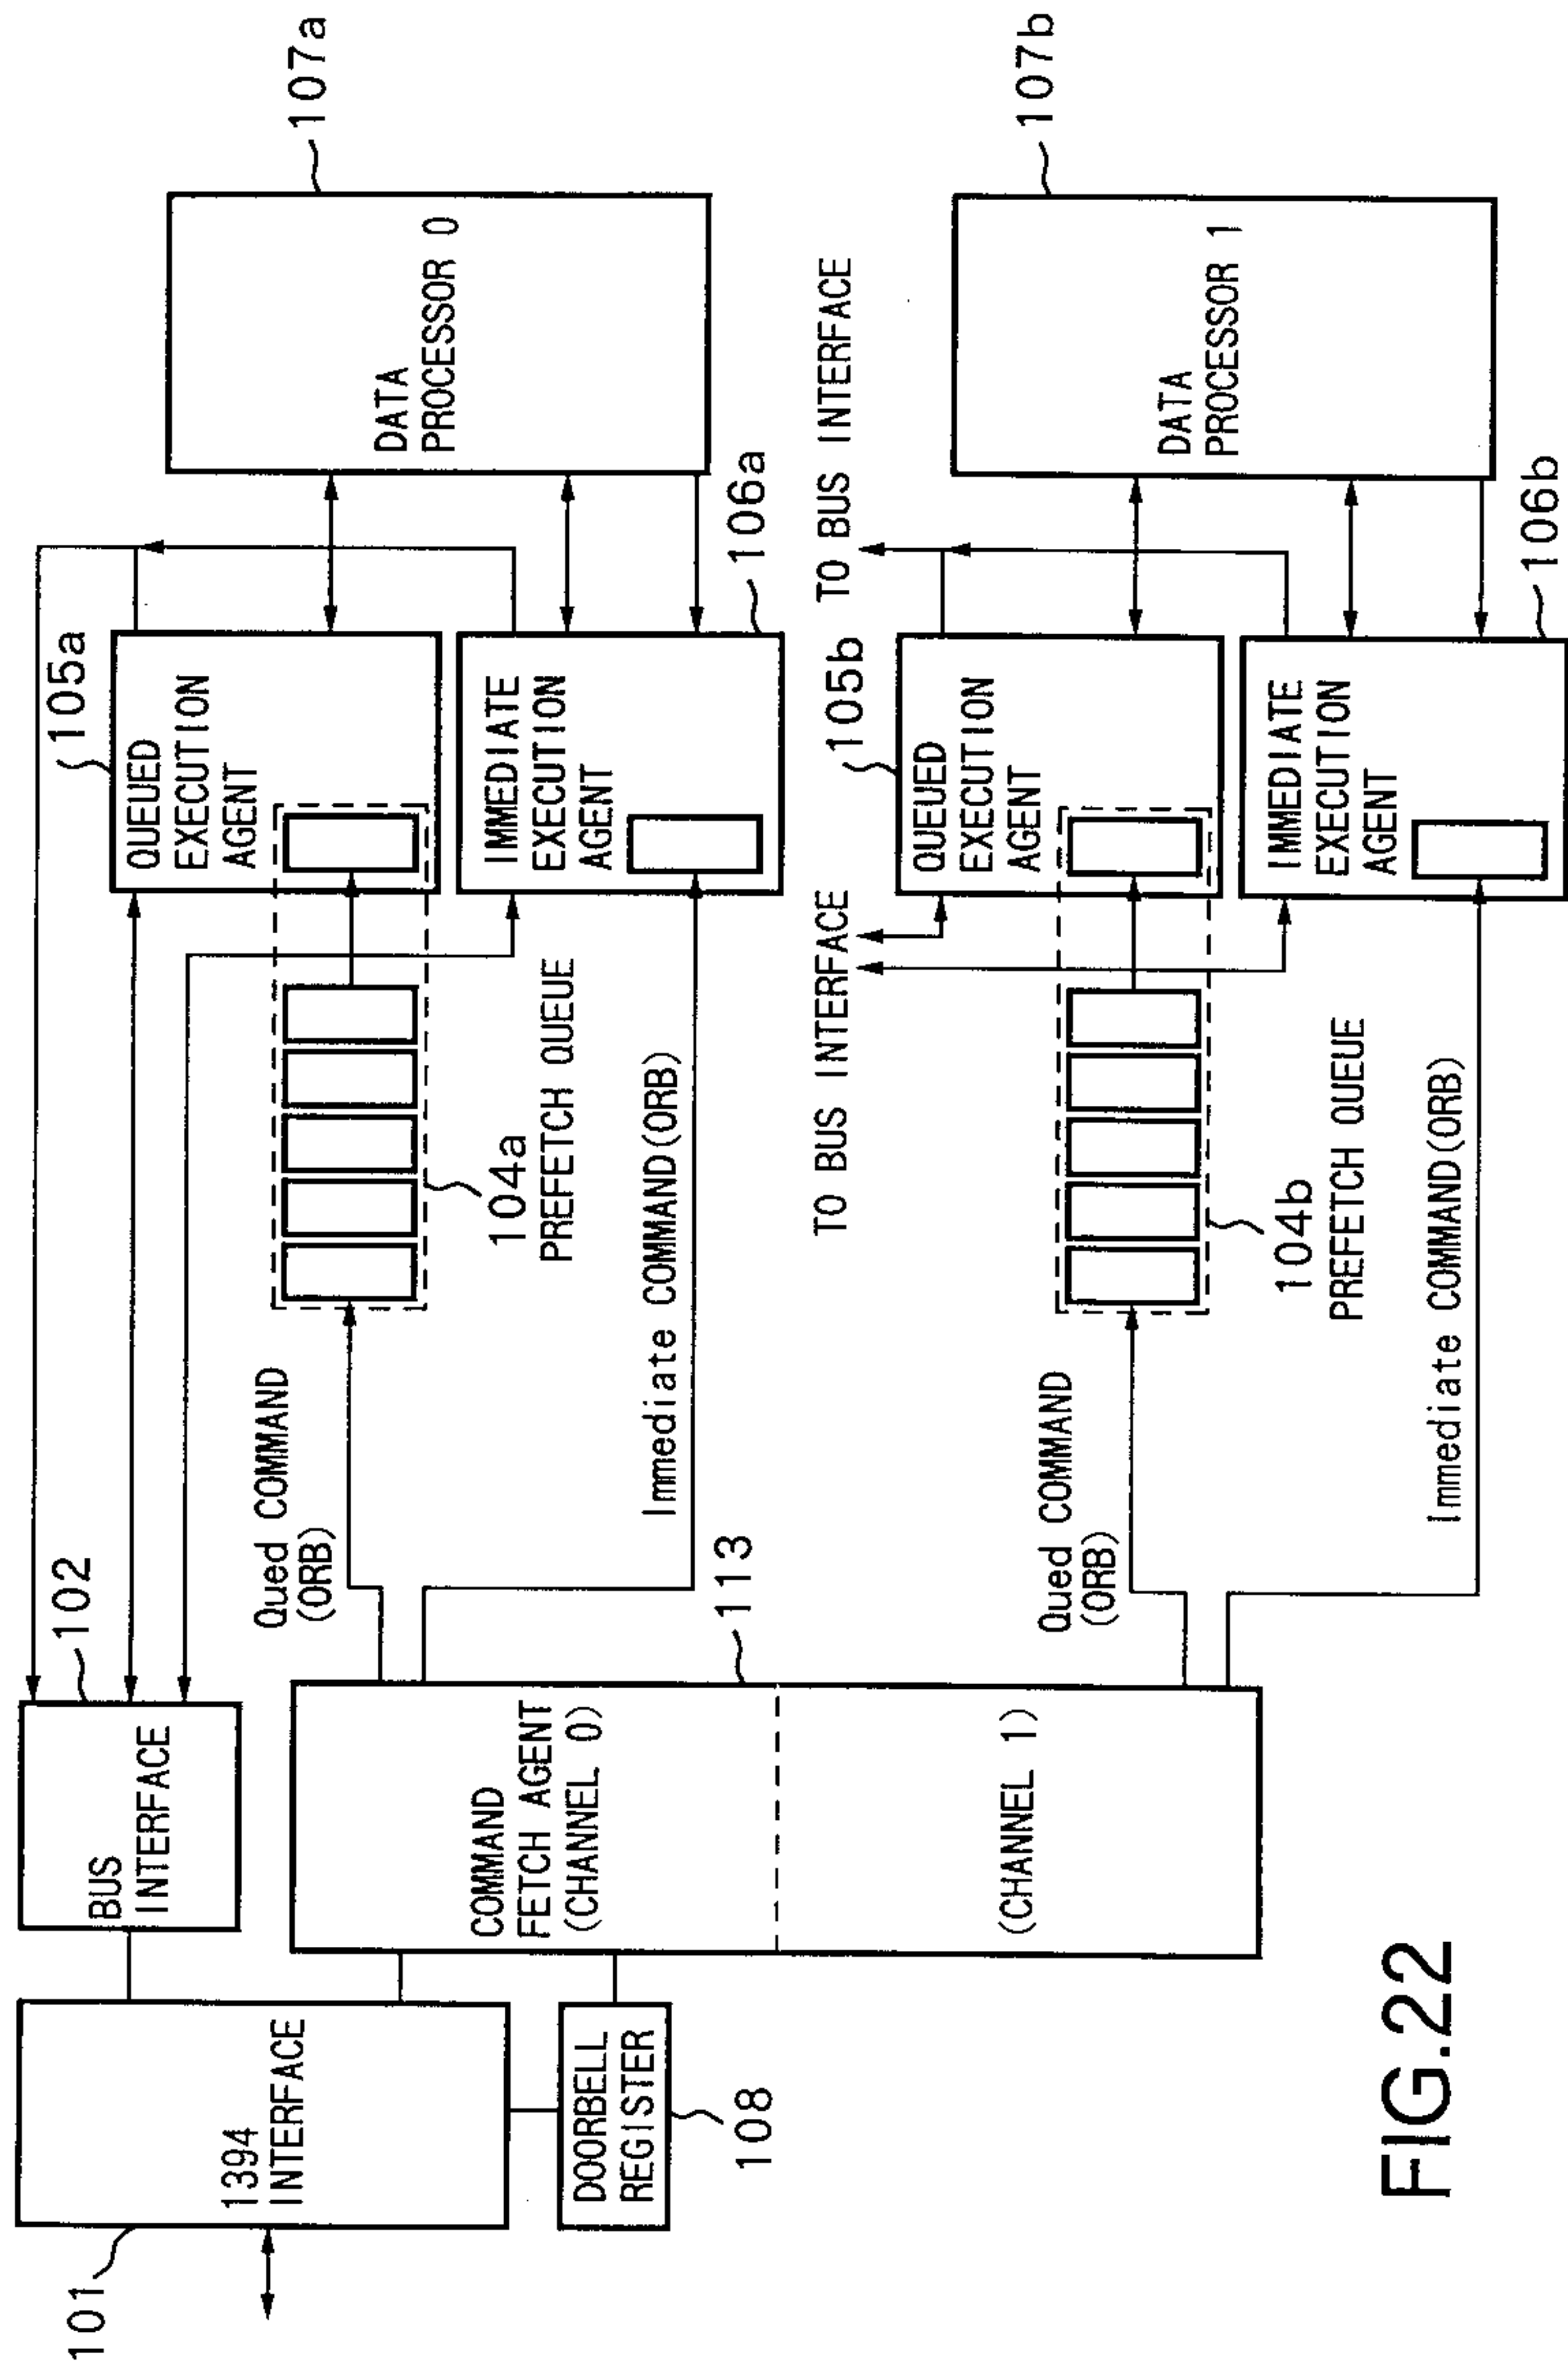 101
1394
INTERFACE
DOORBELL
REGISTER
108
BUS
INTERFACE
102
COMMAND
FETCH AGENT
(CHANNEL 0)
(CHANNEL 1)
113
Qued COMMAND
(ORB)
Immediate COMMAND(ORB)
104a
PREFETCH QUEUE
QUEUED
EXECUTION
AGENT
105a
IMMEDIATE
EXECUTION
AGENT
106a
DATA
PROCESSOR 0
107a
Qued COMMAND
(ORB)
Immediate COMMAND(ORB)
104b
PREFETCH QUEUE
TO BUS INTERFACE
TO BUS INTERFACE
QUEUED
EXECUTION
AGENT
105b
IMMEDIATE
EXECUTION
AGENT
106b
DATA
PROCESSOR 1
107b
FIG.22